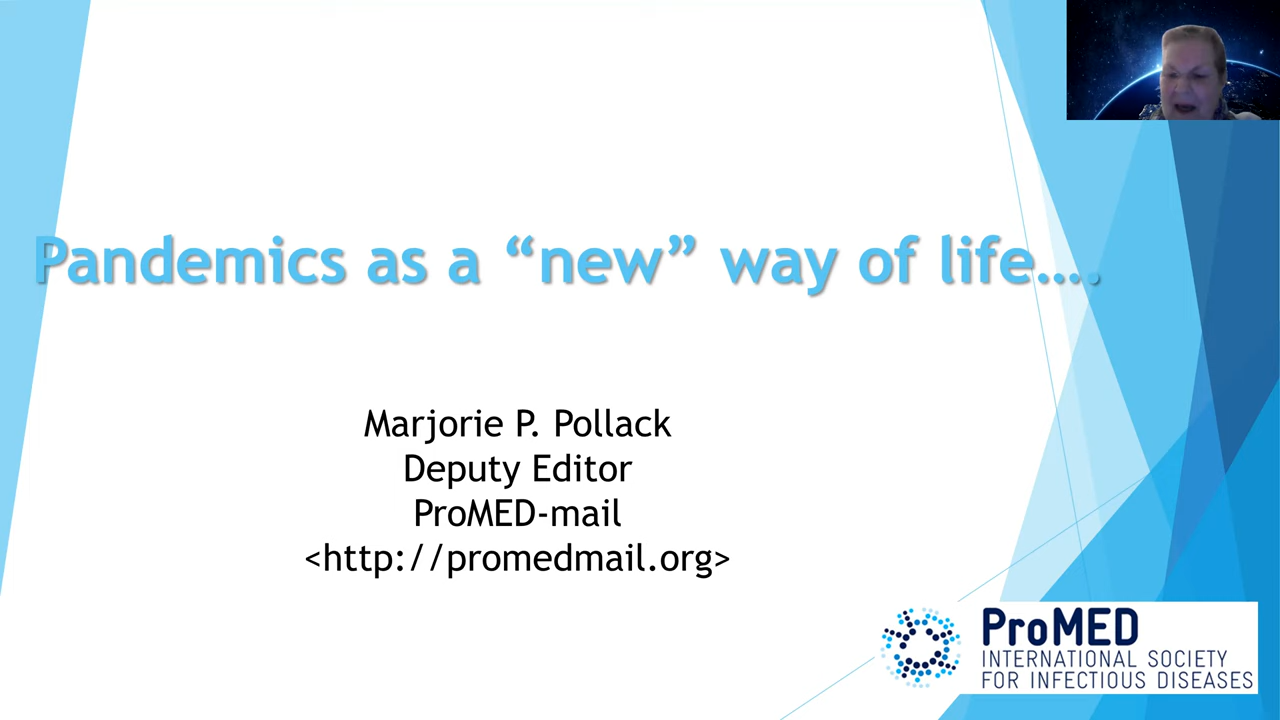 Pandemics as a “new” way of life….
Marjorie P. Pollack
Deputy Editor
ProMED-mail
<http://promedmail.org>
ProMED
INTERNATIONAL SOCIETY
FOR INFECTIOUS DISEASES